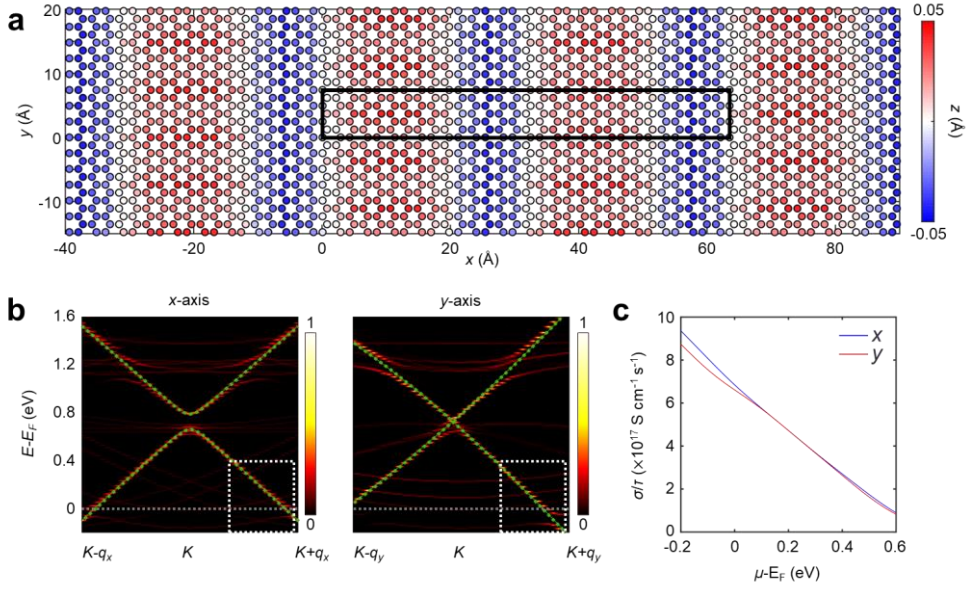 a
20
10
0
-10
y (Å)
-40 -20 0 20 40 60 80
x (Å)
0.05
z (Å)
-0.05
b
x-axis
y-axis
1.6
1.2
0.8
0.4
0
E-E_F (eV)
1
0
1
0
K-q_x K K+q_x
K-q_y K K+q_y
c
10
8
6
4
2
0
σ/τ (×10¹⁷ S cm⁻¹ s⁻¹)
x
y
-0.2 0 0.2 0.4 0.6
μ-E_F (eV)